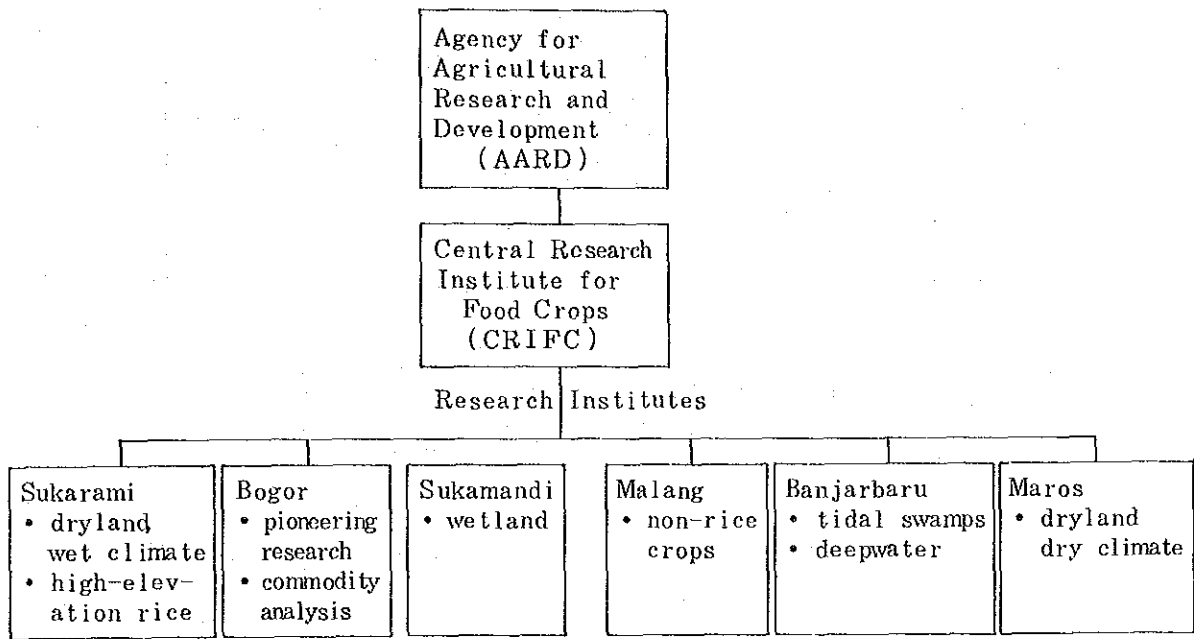 Agency for
Agricultural
Research and
Development
(AARD)
Central Research
Institute for
Food Crops
(CRIFC)
Research Institutes
Sukarami
• dryland,
wet climate
• high-elev-
ation rice
Bogor
• pioneering
research
• commodity
analysis
Sukamandi
• wetland
Malang
• non-rice
crops
Banjarbaru
• tidal swamps
• deepwater
Maros
• dryland
dry climate